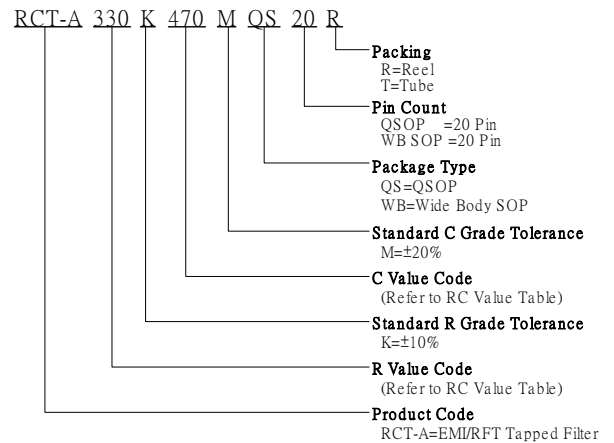 RCT-A 330 K 470 M QS 20 R
Packing
R=Reel
T=Tube
Pin Count
QSOP =20 Pin
WB SOP =20 Pin
Package Type
QS=QSOP
WB=Wide Body SOP
Standard C Grade Tolerance
M=±20%
C Value Code
(Refer to RC Value Table)
Standard R Grade Tolerance
K=±10%
R Value Code
(Refer to RC Value Table)
Product Code
RCT-A=EMI/RFT Tapped Filter